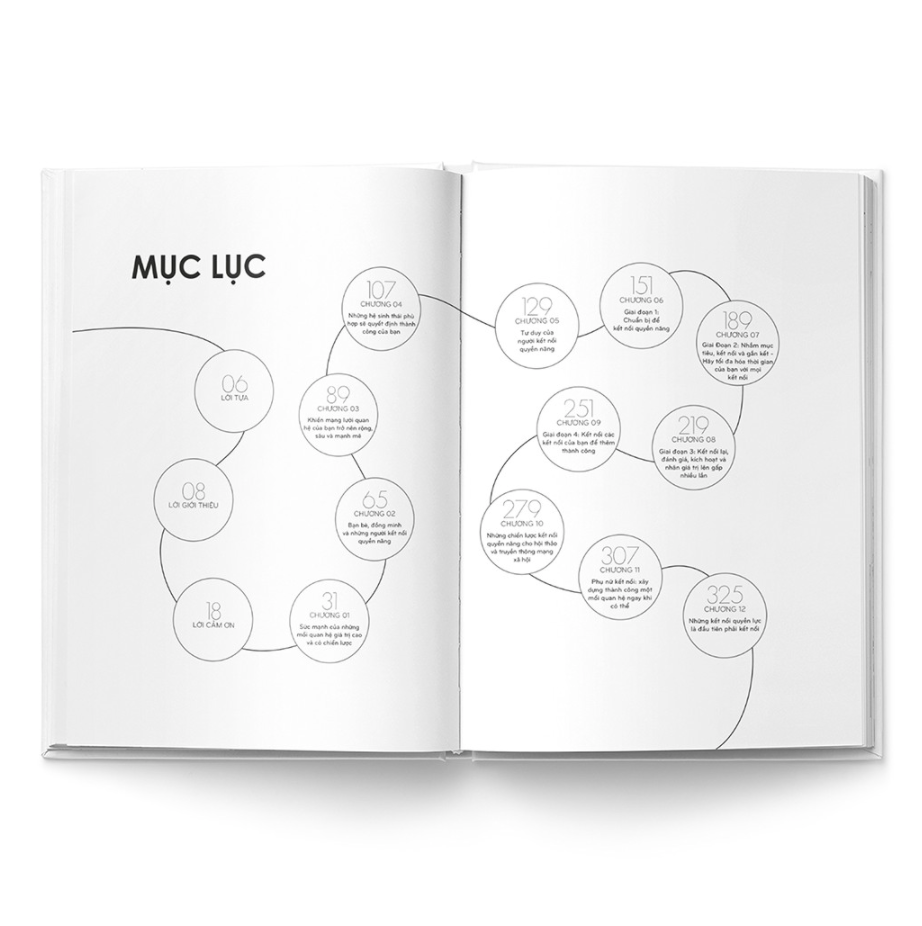 MỤC LỤC
06
LỜI TỰA
08
LỜI GIỚI THIỆU
18
LỜI CẢM ƠN
31
CHƯƠNG 01
Sức mạnh của những
mối quan hệ giá trị cao
và có chiến lược
65
CHƯƠNG 02
Bạn bè, đồng minh
và những người kết nối
quyền năng
89
CHƯƠNG 03
Khiến mạng lưới quan
hệ của bạn trở nên rộng,
sâu và mạnh mẽ
107
CHƯƠNG 04
Những hệ sinh thái phù
hợp sẽ quyết định thành
công của bạn
129
CHƯƠNG 05
Tư duy của
người kết nối
quyền năng
151
CHƯƠNG 06
Giai đoạn 1:
Chuẩn bị để
kết nối quyền năng
189
CHƯƠNG 07
Giai Đoạn 2: Nhắm mục
tiêu, kết nối và gắn kết -
Hãy tối đa hóa thời gian
của bạn với mọi
kết nối
219
CHƯƠNG 08
Giai đoạn 3: Kết nối lại,
đánh giá, kích hoạt và
nhân giá trị lên gấp
nhiều lần
251
CHƯƠNG 09
Giai đoạn 4: Kết nối các
kết nối của bạn để thêm
thành công
279
CHƯƠNG 10
Những chiến lược kết nối
quyền năng cho hội thảo
và truyền thông mạng
xã hội
307
CHƯƠNG 11
Phụ nữ kết nối: xây
dựng thành công một
mối quan hệ ngay khi
có thể
325
CHƯƠNG 12
Những kết nối quyền lực
là đầu tiên phải kết nối